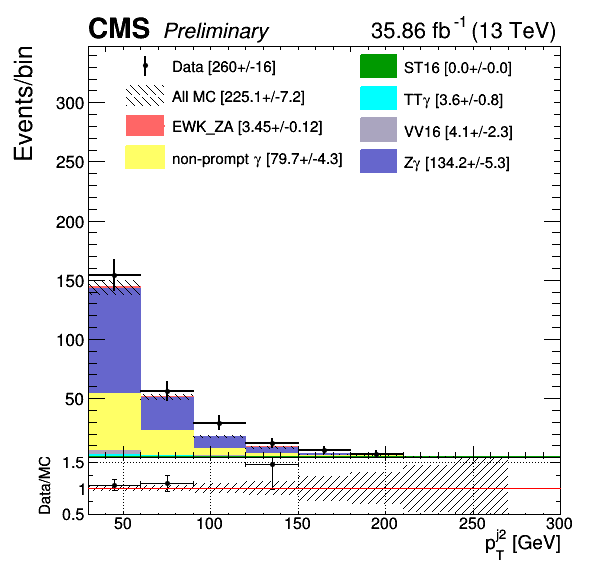 CMS Preliminary 35.86 fb⁻¹ (13 TeV)
Events/bin
Data [260+/-16]
All MC [225.1+/-7.2]
EWK_ZA [3.45+/-0.12]
non-prompt γ [79.7+/-4.3]
ST16 [0.0+/-0.0]
TTγ [3.6+/-0.8]
VV16 [4.1+/-2.3]
Zγ [134.2+/-5.3]
300
250
200
150
100
50
Data/MC
1.5
1
0.5
50 100 150 200 250 300
p_T^j2 [GeV]